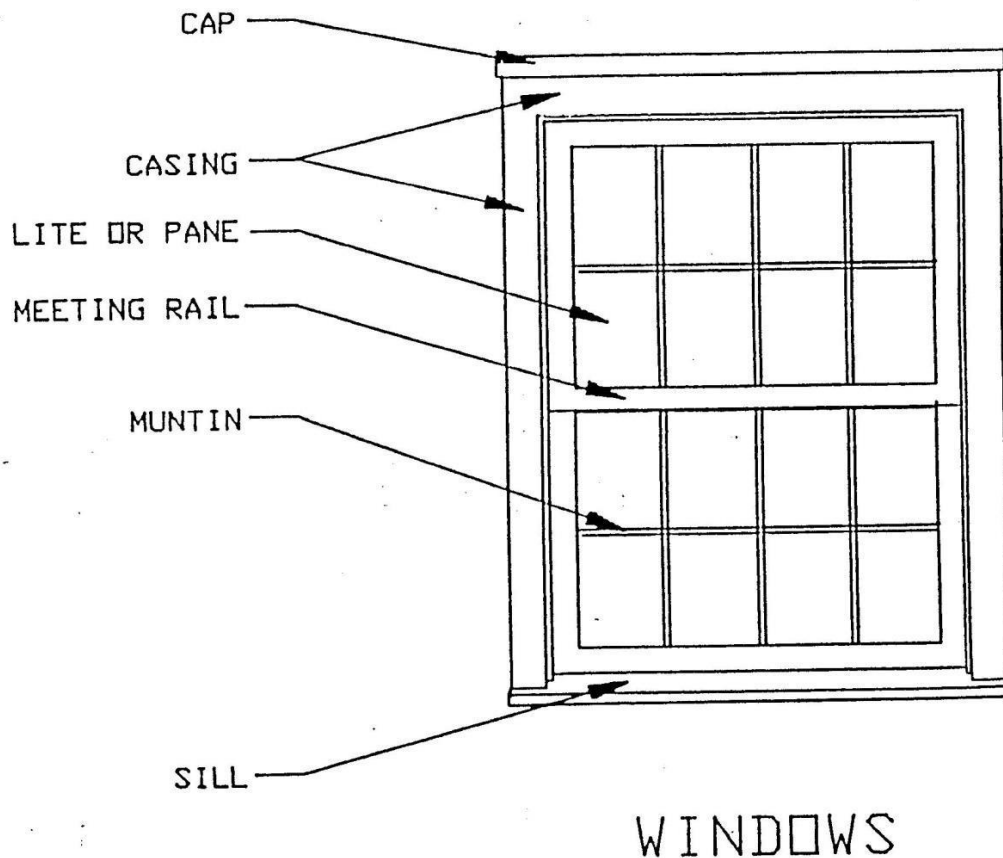 CAP
CASING
LITE OR PANE
MEETING RAIL
MUNTIN
SILL
WINDOWS